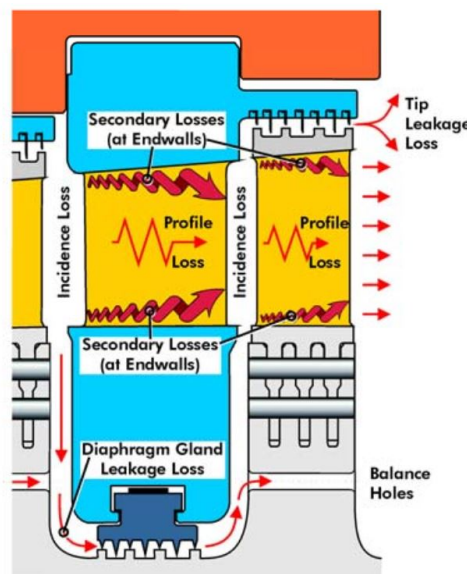 Secondary Losses
(at Endwalls)
Tip
Leakage
Loss
Incidence Loss
Profile
Loss
Incidence Loss
Profile
Loss
Secondary Losses
(at Endwalls)
Diaphragm Gland
Leakage Loss
Balance
Holes